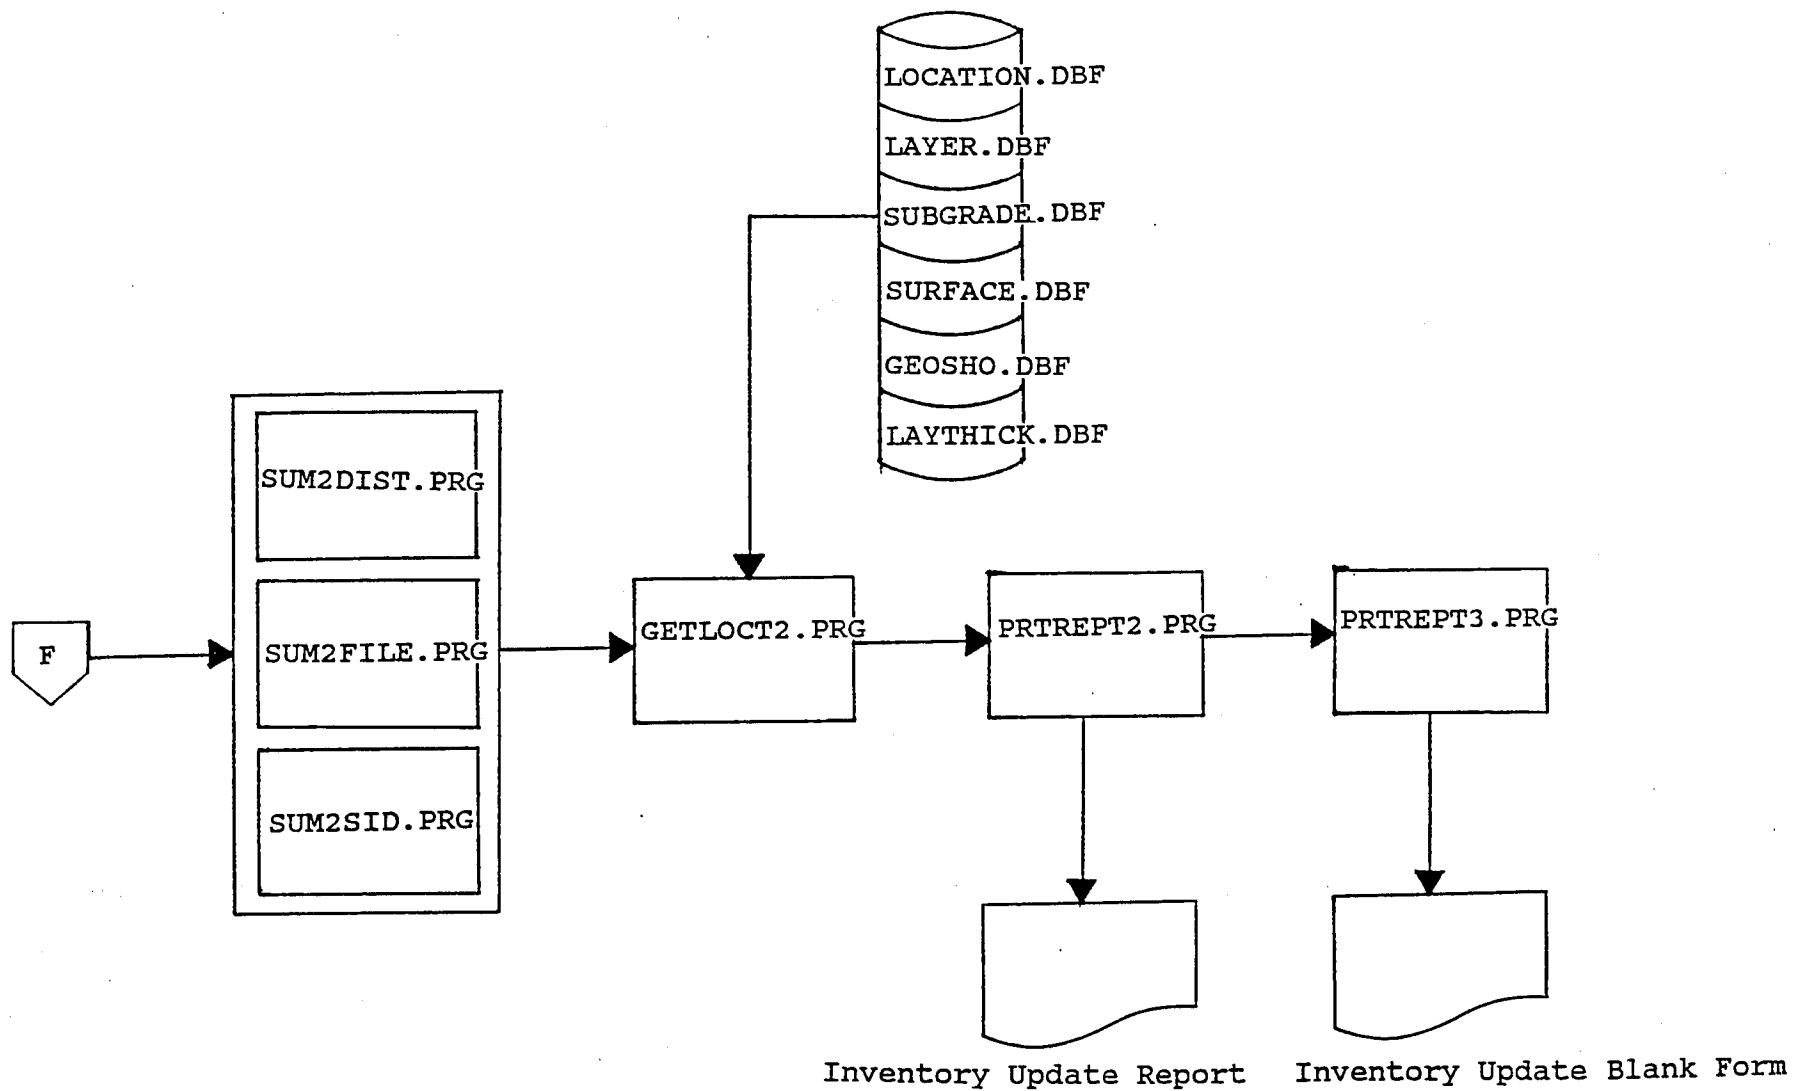 LOCATION.DBF
LAYER.DBF
SUBGRADE.DBF
SURFACE.DBF
GEOSHO.DBF
LAYTHICK.DBF
SUM2DIST.PRG
SUM2FILE.PRG
SUM2SID.PRG
F
GETLOCT2.PRG
PRTREPT2.PRG
PRTREPT3.PRG
Inventory Update Report
Inventory Update Blank Form